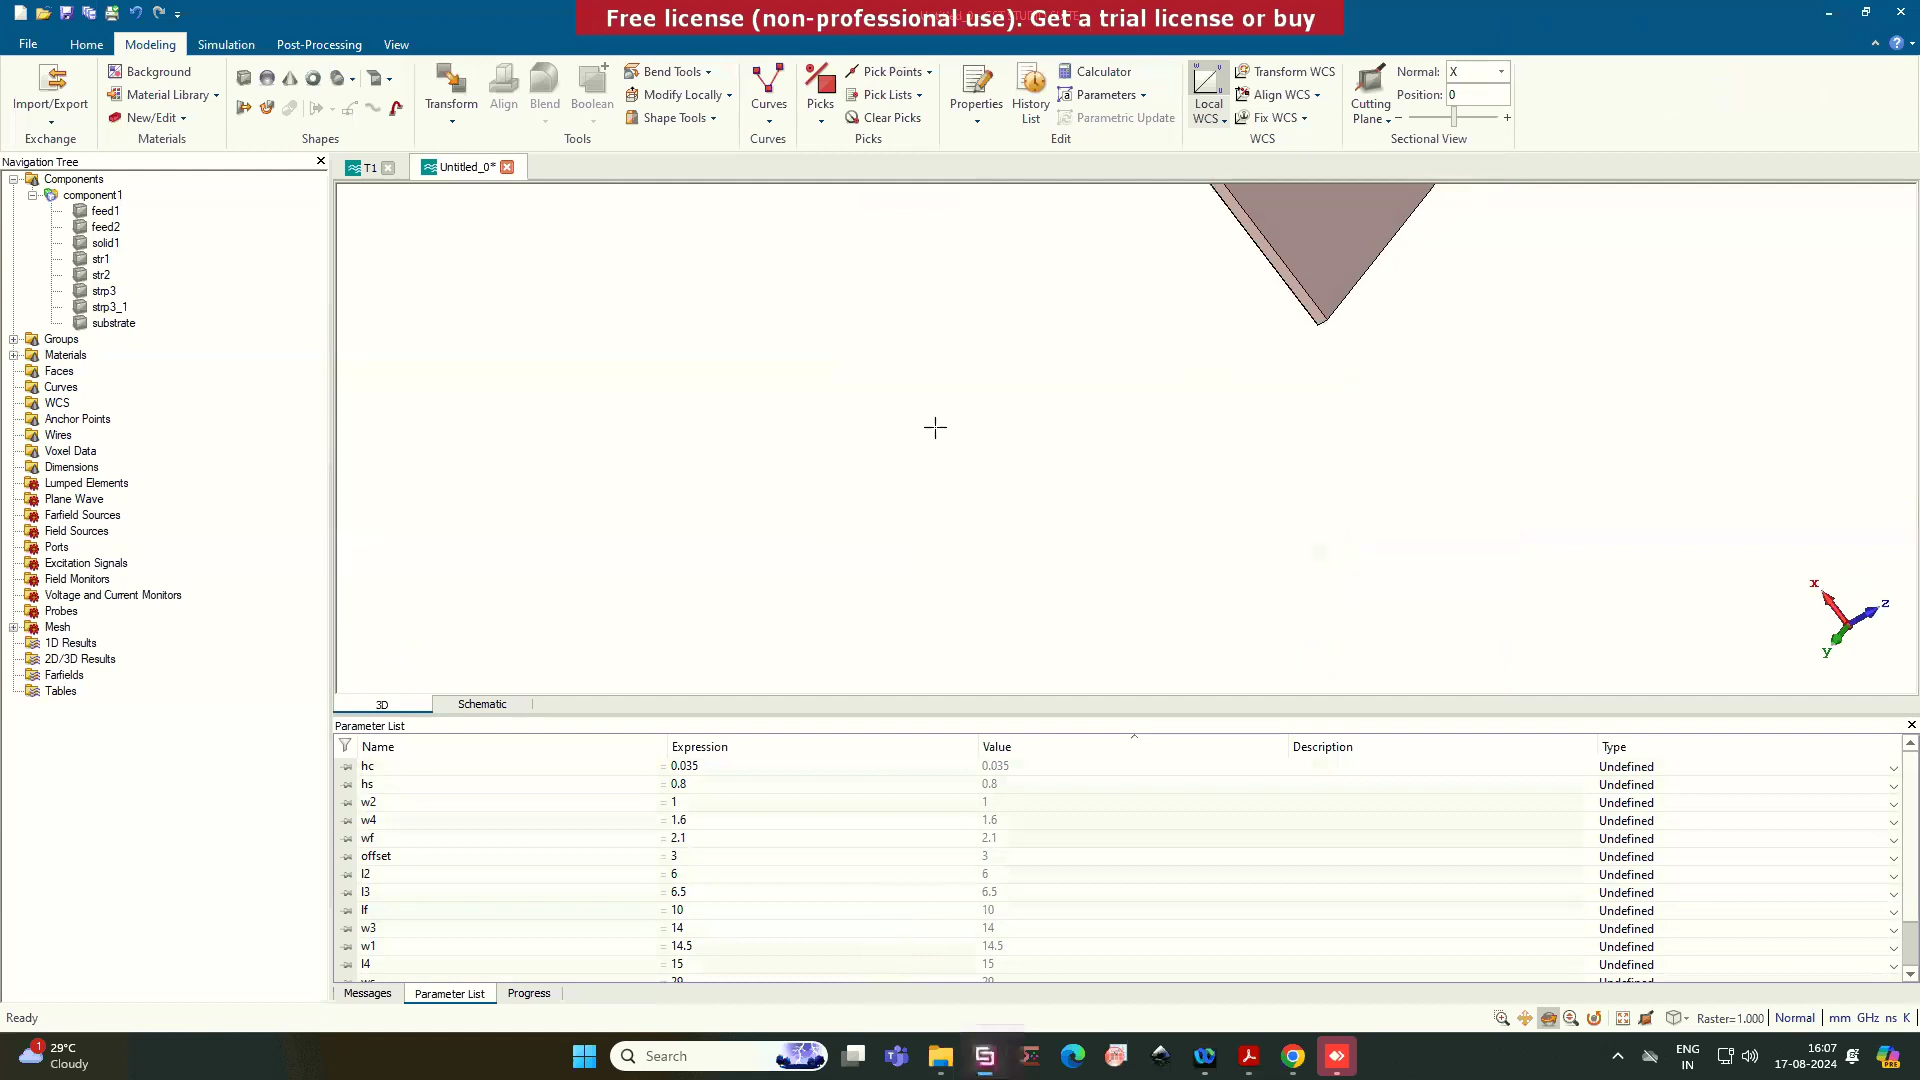 Free license (non-professional use). Get a trial license or buy
File Home Modeling Simulation Post-Processing View
Import/Export
Exchange
Background
Material Library
New/Edit
Materials
Shapes
Transform
Align
Blend
Boolean
Bend Tools
Modify Locally
Shape Tools
Tools
Curves
Curves
Picks
Pick Points
Pick Lists
Clear Picks
Picks
Properties
History
List
Calculator
Parameters
Parametric Update
Edit
Local
WCS
Transform WCS
Align WCS
Fix WCS
WCS
Cutting
Plane
Normal: X
Position: 0
Sectional View
Navigation Tree
Components
component1
feed1
feed2
solid1
str1
str2
strp3
strp3_1
substrate
Groups
Materials
Faces
Curves
WCS
Anchor Points
Wires
Voxel Data
Dimensions
Lumped Elements
Plane Wave
Farfield Sources
Field Sources
Ports
Excitation Signals
Field Monitors
Voltage and Current Monitors
Probes
Mesh
1D Results
2D/3D Results
Farfields
Tables
T1
Untitled_0*
x
z
y
3D Schematic
Parameter List
Name Expression Value Description Type
hc = 0.035 0.035 Undefined
hs = 0.8 0.8 Undefined
w2 = 1 1 Undefined
w4 = 1.6 1.6 Undefined
wf = 2.1 2.1 Undefined
offset = 3 3 Undefined
l2 = 6 6 Undefined
l3 = 6.5 6.5 Undefined
lf = 10 10 Undefined
w3 = 14 14 Undefined
w1 = 14.5 14.5 Undefined
l4 = 15 15 Undefined
Messages Parameter List Progress
Ready
Raster=1.000 Normal mm GHz ns K
1
29°C
Cloudy
Search
ENG
IN
16:07
17-08-2024